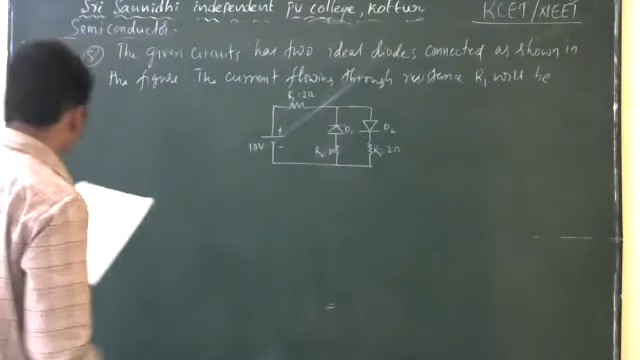 Sri Saunidhi independent PU college, Kottur
KCET/NEET
Semiconductor.
5) The given circuits has two ideal diodes connected as shown in
the figure The current flowing through resistance R₁ will be
R₁=2Ω
+
D₁
D₂
10V
-
R₂=
2Ω